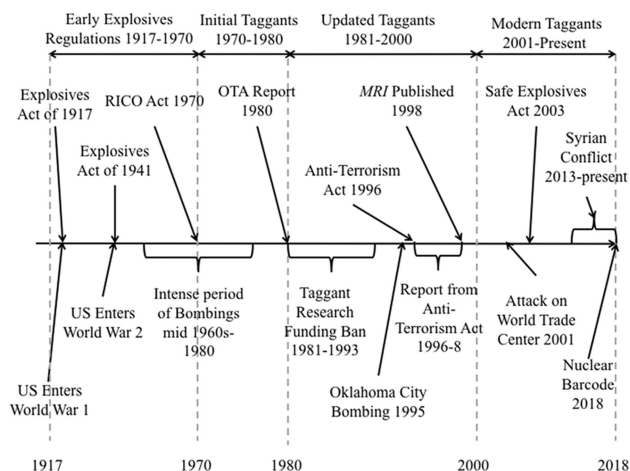 Early Explosives
Regulations 1917-1970
Initial Taggants
1970-1980
Updated Taggants
1981-2000
Modern Taggants
2001-Present
Explosives
Act of 1917
RICO Act 1970
OTA Report
1980
MRI Published
1998
Safe Explosives
Act 2003
Explosives
Act of 1941
Anti-Terrorism
Act 1996
Syrian
Conflict
2013-present
US Enters
World War 2
Intense period
of Bombings
mid 1960s-
1980
Taggant
Research
Funding Ban
1981-1993
Report from
Anti-
Terrorism Act
1996-8
Attack on
World Trade
Center 2001
US Enters
World War 1
Oklahoma City
Bombing 1995
Nuclear
Barcode
2018
1917
1970
1980
2000
2018